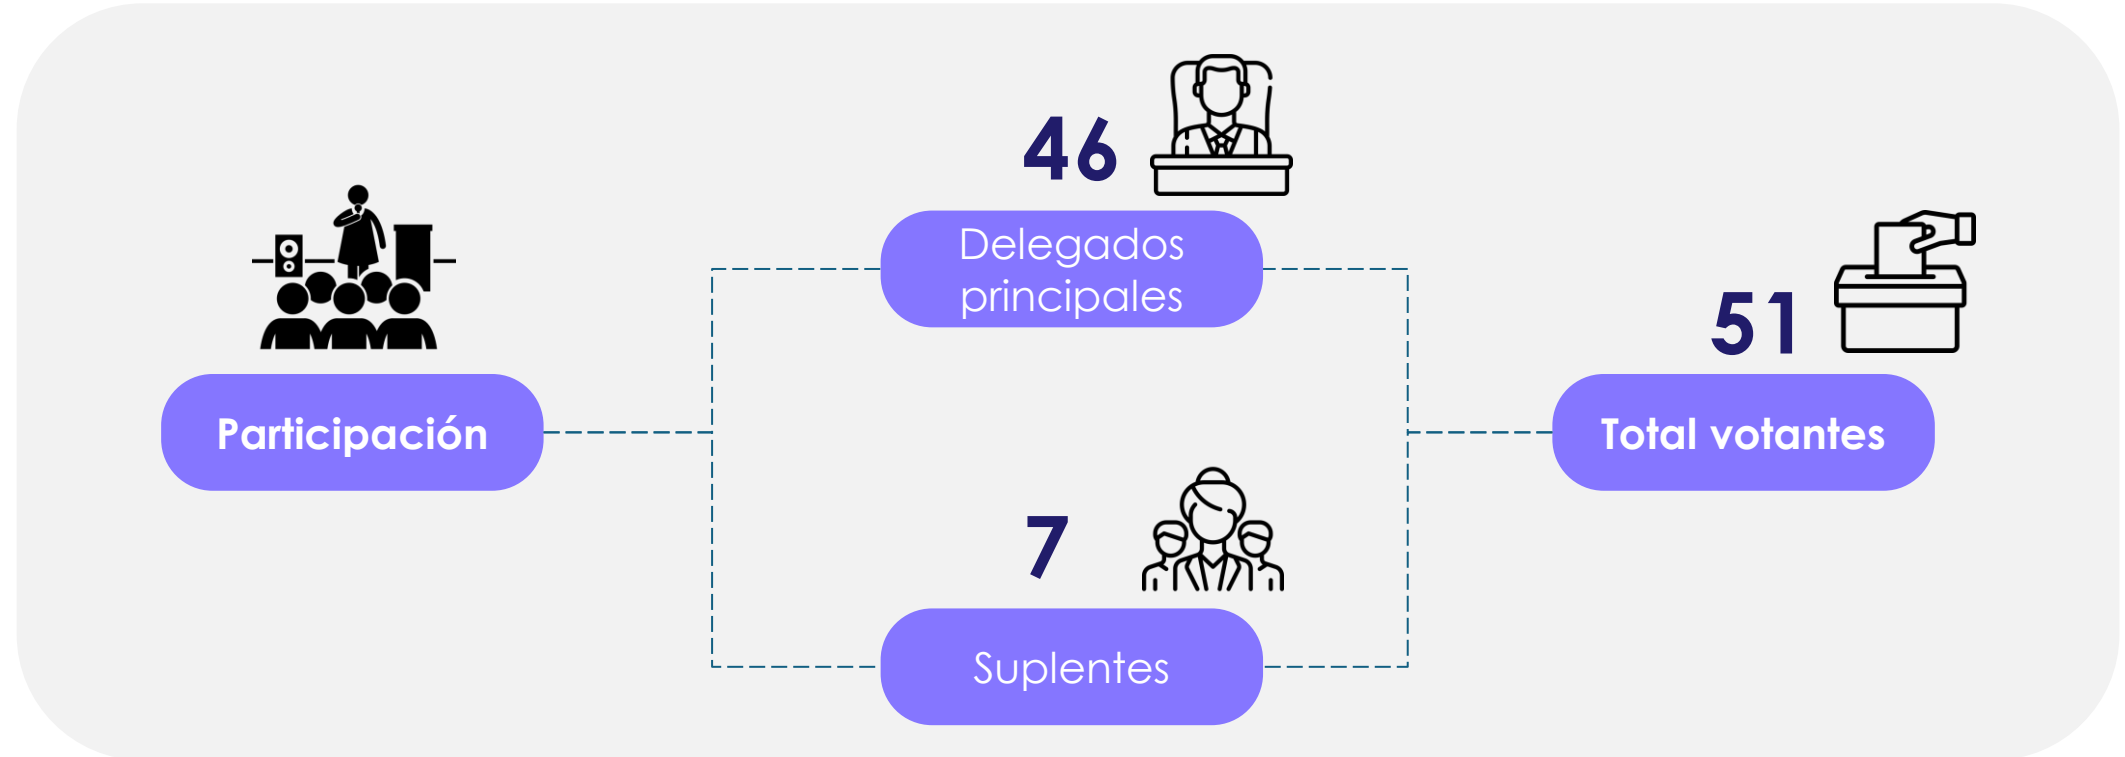 Participación
46
Delegados
principales
7
Suplentes
51
Total votantes